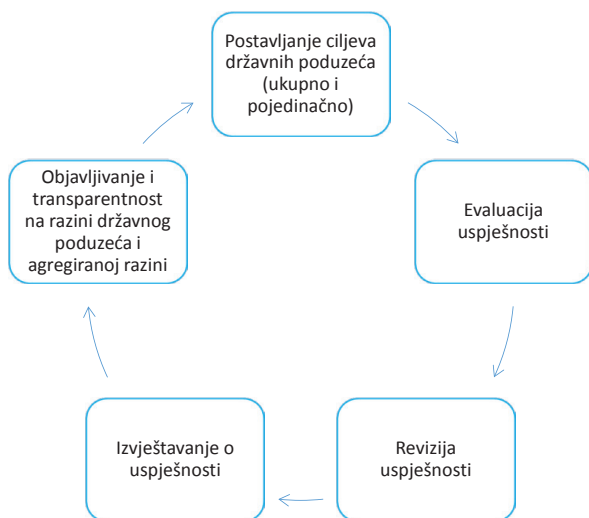 Postavljanje ciljeva
državnih poduzeća
(ukupno i
pojedinačno)
Evaluacija
uspješnosti
Revizija
uspješnosti
Izvještavanje o
uspješnosti
Objavljivanje i
transparentnost
na razini državnog
poduzeća i
agregiranoj razini